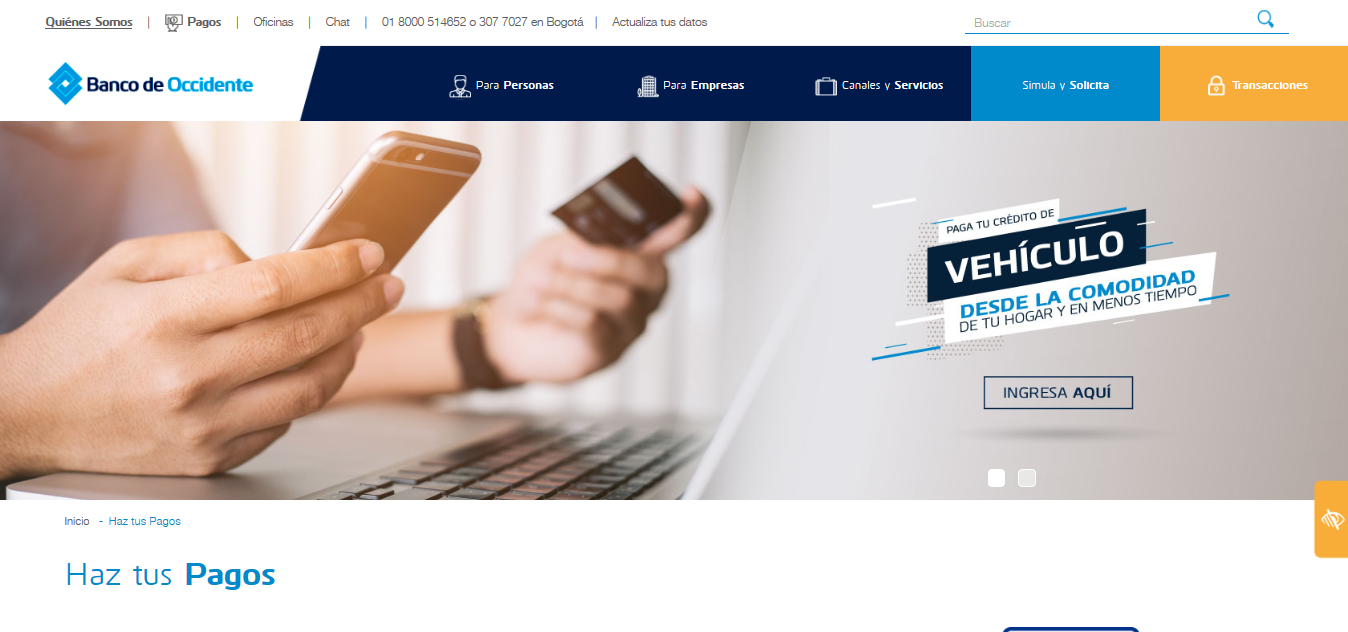 Quiénes Somos | Pagos | Oficinas | Chat | 01 8000 514652 o 307 7027 en Bogotá | Actualiza tus datos
Buscar
Banco de Occidente
Para Personas
Para Empresas
Canales y Servicios
Simula y Solicita
Transacciones
PAGA TU CRÉDITO DE
VEHÍCULO
DESDE LA COMODIDAD
DE TU HOGAR Y EN MENOS TIEMPO
INGRESA AQUÍ
Inicio - Haz tus Pagos
Haz tus Pagos